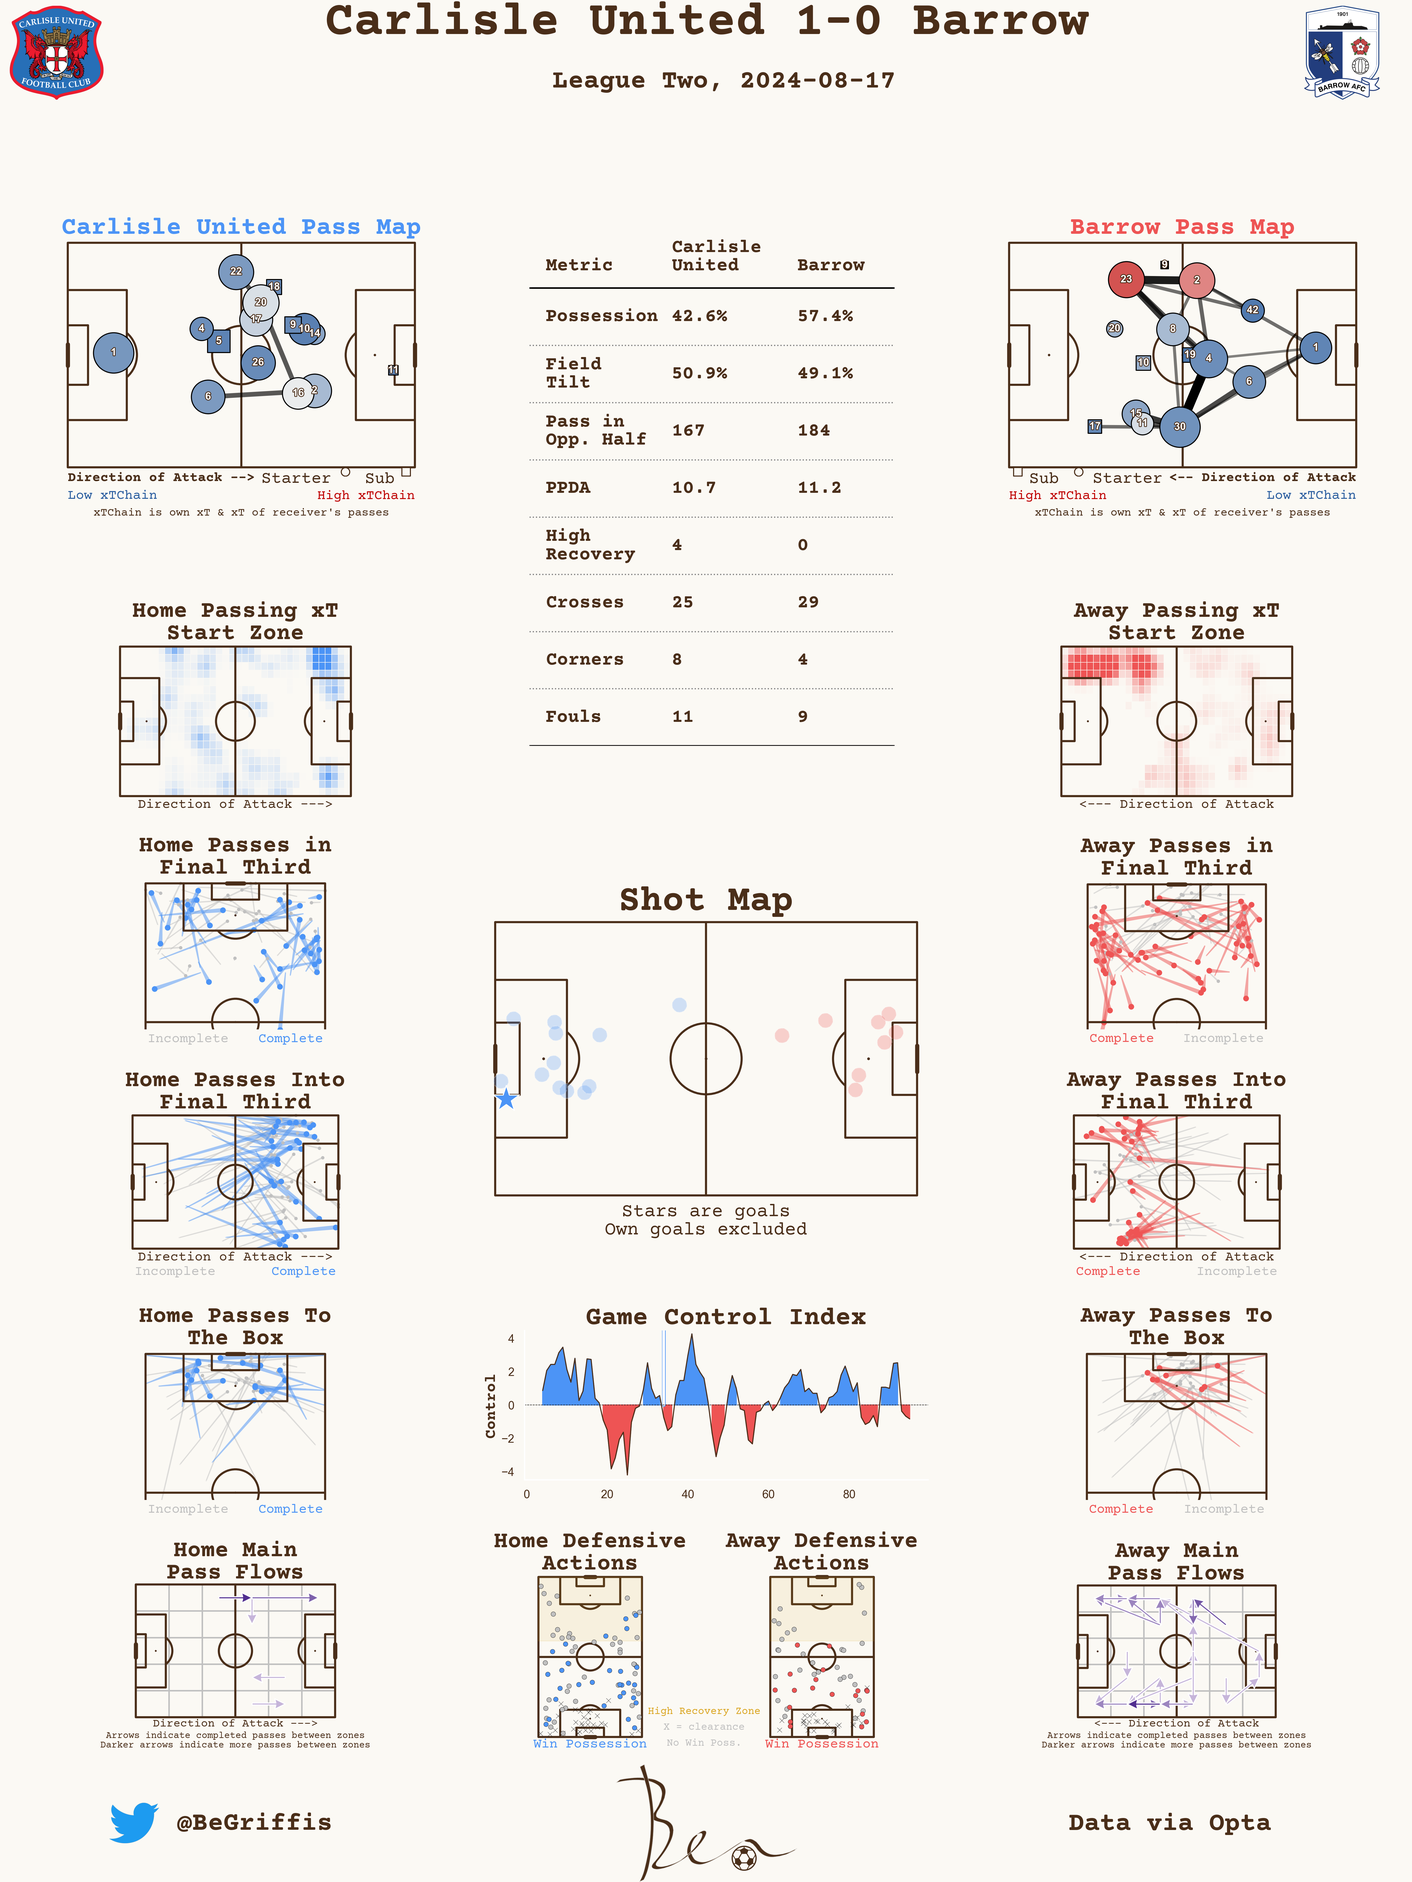 Carlisle United 1-0 Barrow
League Two, 2024-08-17
CARLISLE UNITED
FOOTBALL CLUB
1901
BARROW AFC
Carlisle United Pass Map
22
18
20
17
4
5
9
10
14
1
26
6
16
2
11
Direction of Attack --> Starter Sub
Low xTChain High xTChain
xTChain is own xT & xT of receiver's passes
Metric Carlisle United Barrow
Possession 42.6% 57.4%
Field Tilt 50.9% 49.1%
Pass in Opp. Half 167 184
PPDA 10.7 11.2
High Recovery 4 0
Crosses 25 29
Corners 8 4
Fouls 11 9
Barrow Pass Map
9
23
2
42
20
8
19
4
1
10
6
15
11
17
30
Sub Starter <-- Direction of Attack
High xTChain Low xTChain
xTChain is own xT & xT of receiver's passes
Home Passing xT
Start Zone
Direction of Attack --->
Away Passing xT
Start Zone
<--- Direction of Attack
Home Passes in
Final Third
Incomplete Complete
Away Passes in
Final Third
Complete Incomplete
Shot Map
Stars are goals
Own goals excluded
Home Passes Into
Final Third
Direction of Attack --->
Incomplete Complete
Away Passes Into
Final Third
<--- Direction of Attack
Complete Incomplete
Home Passes To
The Box
Incomplete Complete
Game Control Index
Control
4
2
0
−2
−4
0 20 40 60 80
Away Passes To
The Box
Complete Incomplete
Home Main
Pass Flows
Direction of Attack --->
Arrows indicate completed passes between zones
Darker arrows indicate more passes between zones
Home Defensive
Actions
Win Possession
Away Defensive
Actions
Win Possession
High Recovery Zone
X = clearance
No Win Poss.
Away Main
Pass Flows
<--- Direction of Attack
Arrows indicate completed passes between zones
Darker arrows indicate more passes between zones
@BeGriffis
Ben
Data via Opta